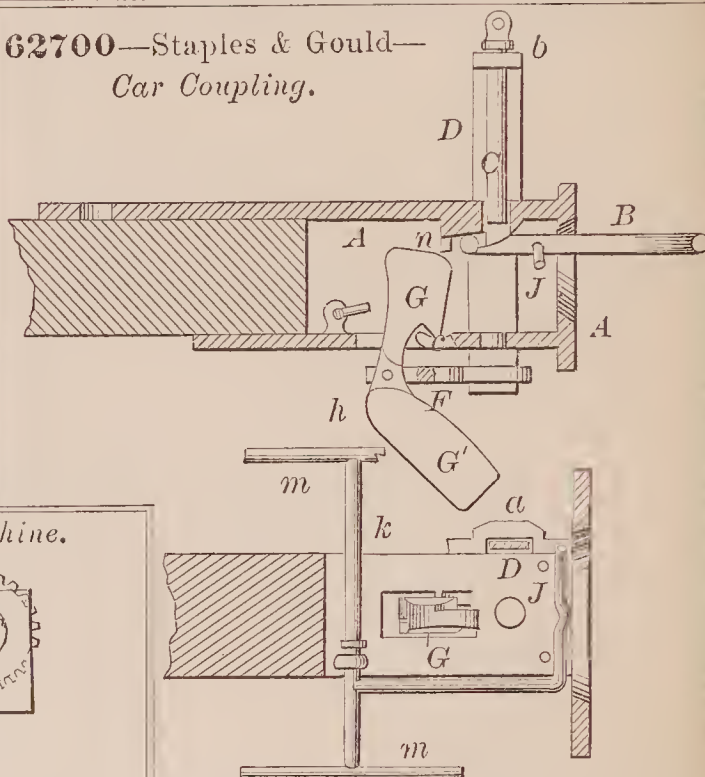 62700—Staples & Gould—
Car Coupling.
b
D
C
B
A
n
G
J
A
h
F
G'
m
a
k
hine.
D
J
G
m